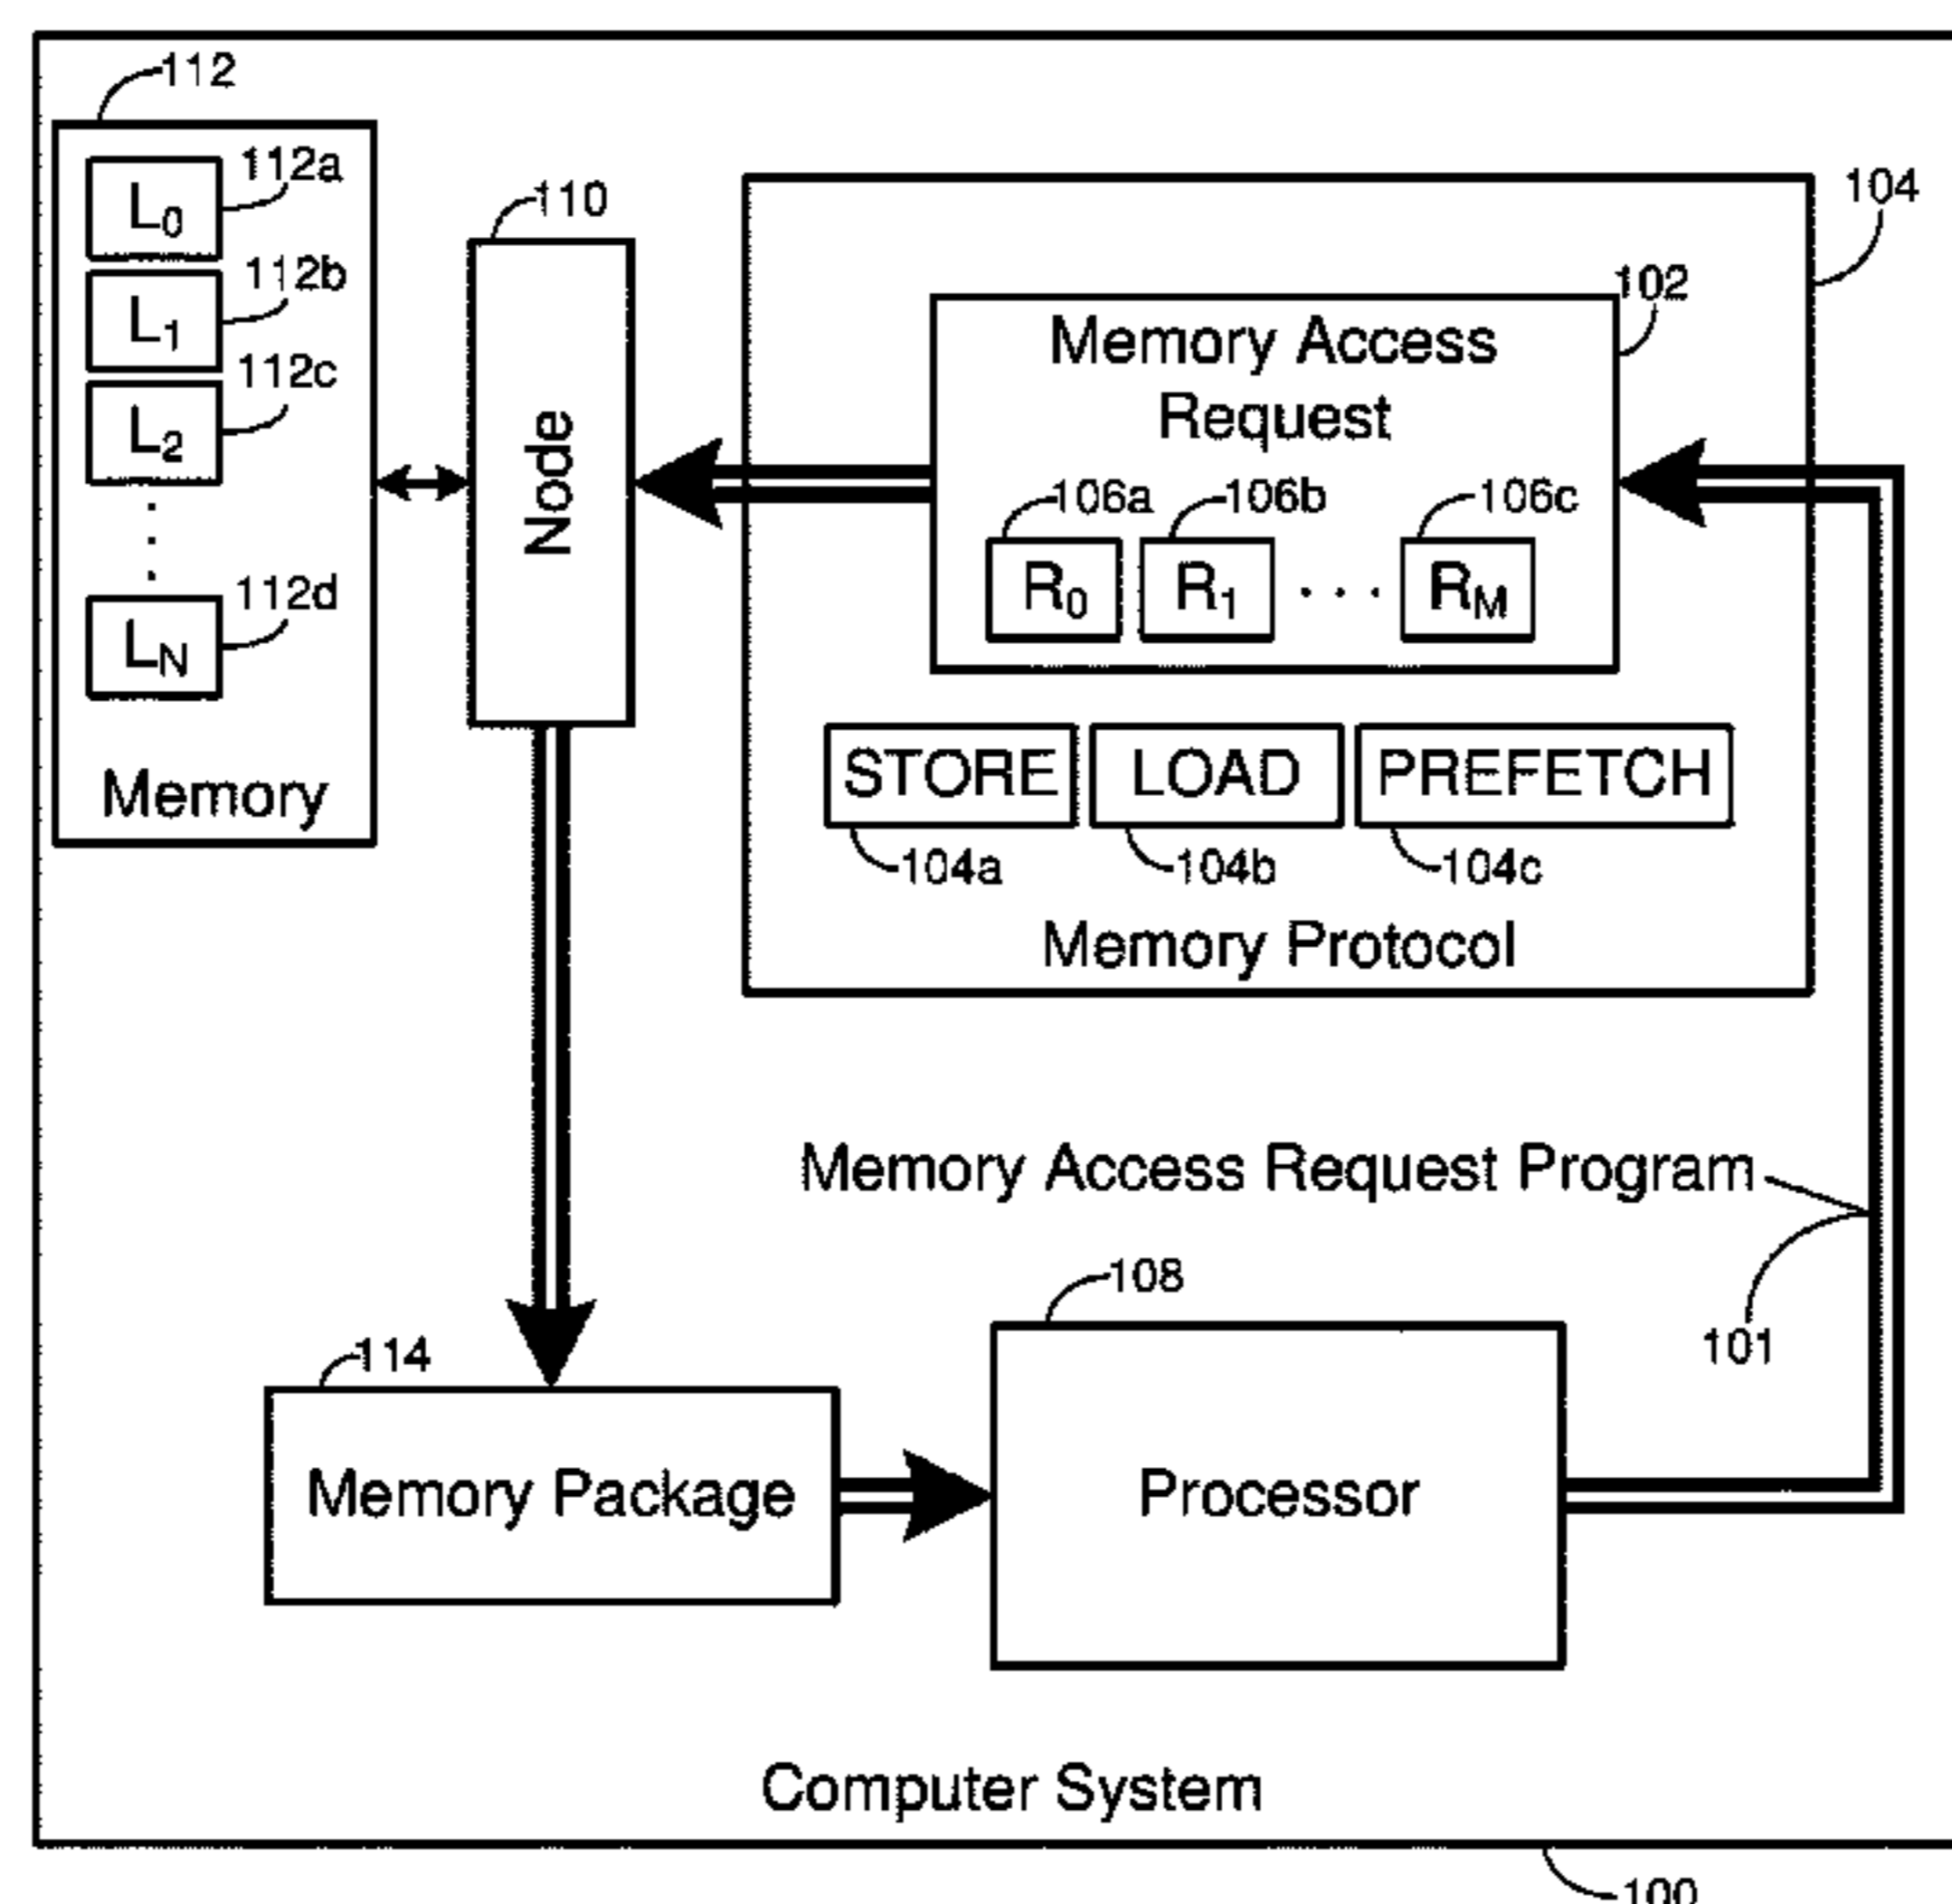 112
112a
L0
112b
L1
112c
L2
112d
LN
Memory
110
Node
104
102
Memory Access
Request
106a
106b
106c
R0
R1
. . .
RM
STORE
LOAD
PREFETCH
104a
104b
104c
Memory Protocol
Memory Access Request Program
101
108
114
Memory Package
Processor
Computer System
100